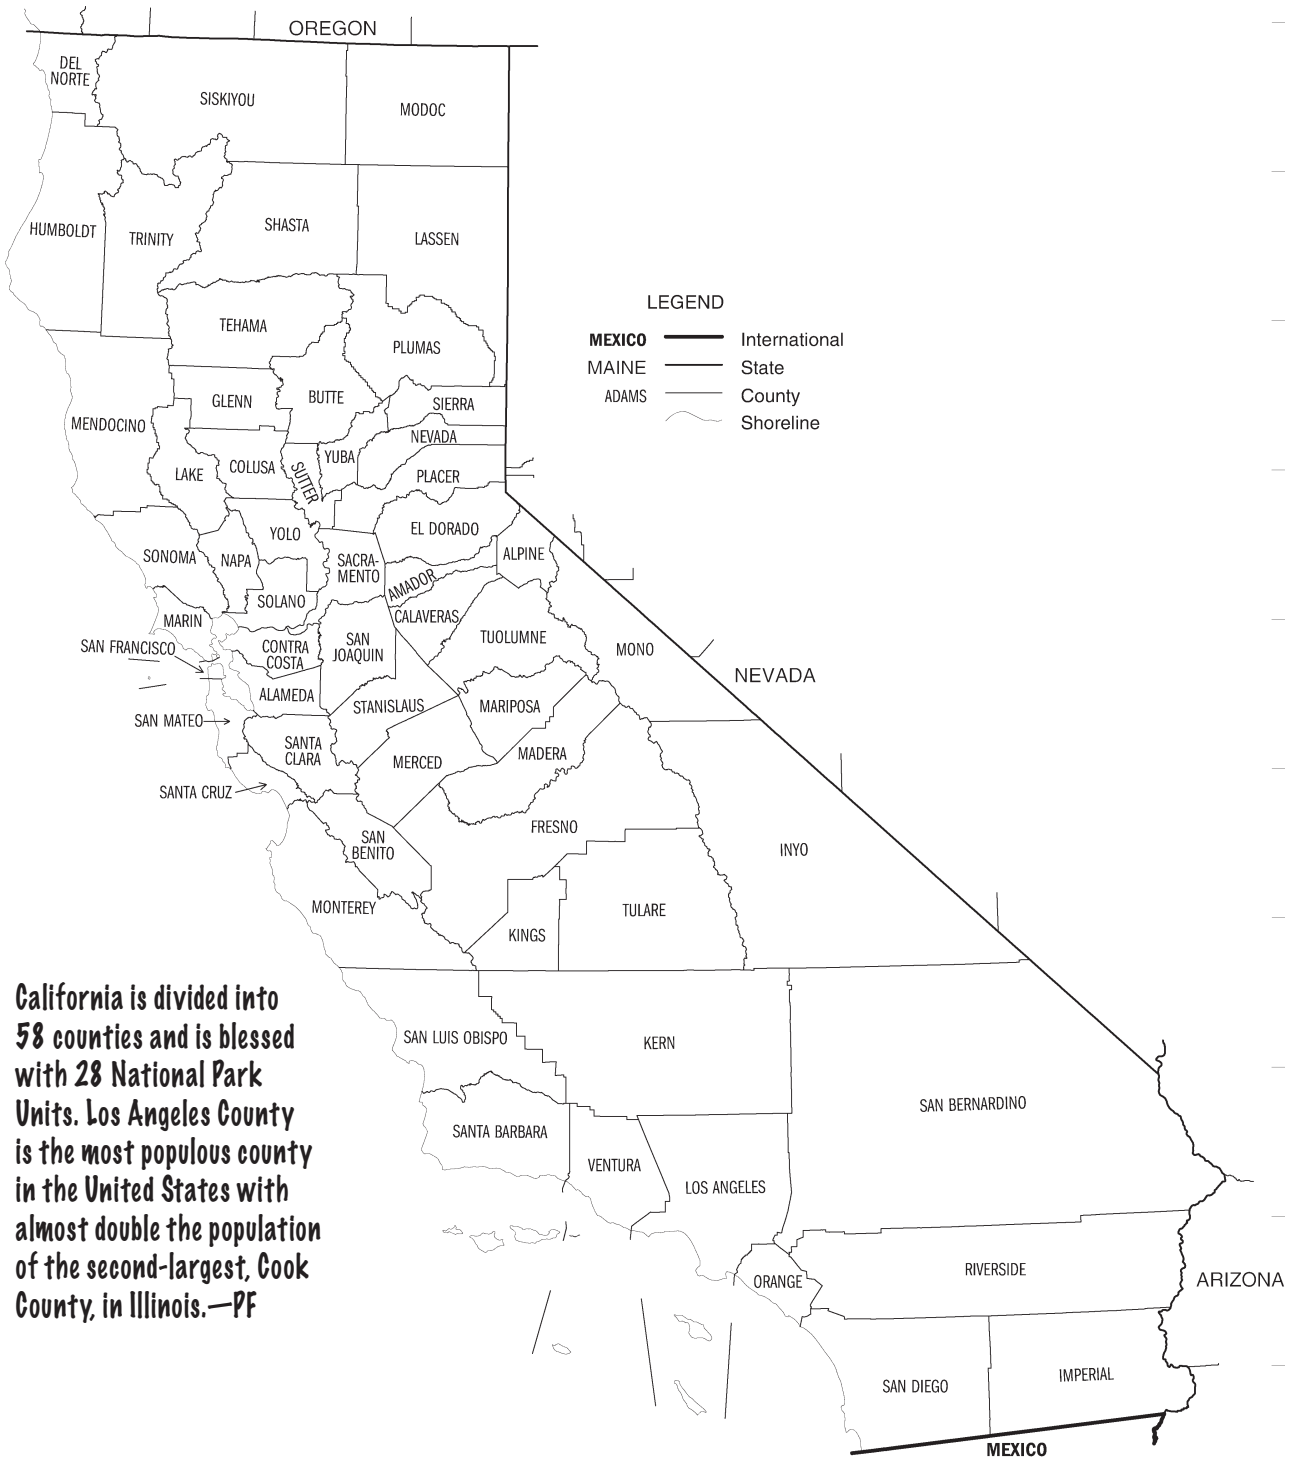 OREGON
DEL
NORTE
SISKIYOU
MODOC
HUMBOLDT
TRINITY
SHASTA
LASSEN
LEGEND
MEXICO International
MAINE State
ADAMS County
Shoreline
TEHAMA
PLUMAS
GLENN
BUTTE
SIERRA
MENDOCINO
NEVADA
YUBA
COLUSA
LAKE
SUTTER
PLACER
YOLO
EL DORADO
SONOMA
NAPA
SACRA-
MENTO
ALPINE
AMADOR
SOLANO
CALAVERAS
MARIN
SAN FRANCISCO
CONTRA
COSTA
SAN
JOAQUIN
TUOLUMNE
MONO
NEVADA
ALAMEDA
STANISLAUS
MARIPOSA
SAN MATEO
SANTA
CLARA
MERCED
MADERA
SANTA CRUZ
FRESNO
SAN
BENITO
INYO
MONTEREY
KINGS
TULARE
California is divided into
58 counties and is blessed
with 28 National Park
Units. Los Angeles County
is the most populous county
in the United States with
almost double the population
of the second-largest, Cook
County, in Illinois.—PF
SAN LUIS OBISPO
KERN
SAN BERNARDINO
SANTA BARBARA
VENTURA
LOS ANGELES
ORANGE
RIVERSIDE
ARIZONA
SAN DIEGO
IMPERIAL
MEXICO